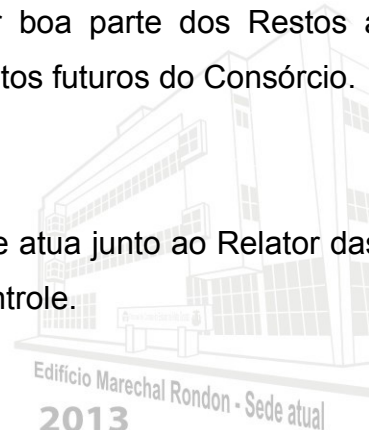 r boa parte dos Restos a
tos futuros do Consórcio.
e atua junto ao Relator das
ntrole.
Edifício Marechal Rondon - Sede atual
2013